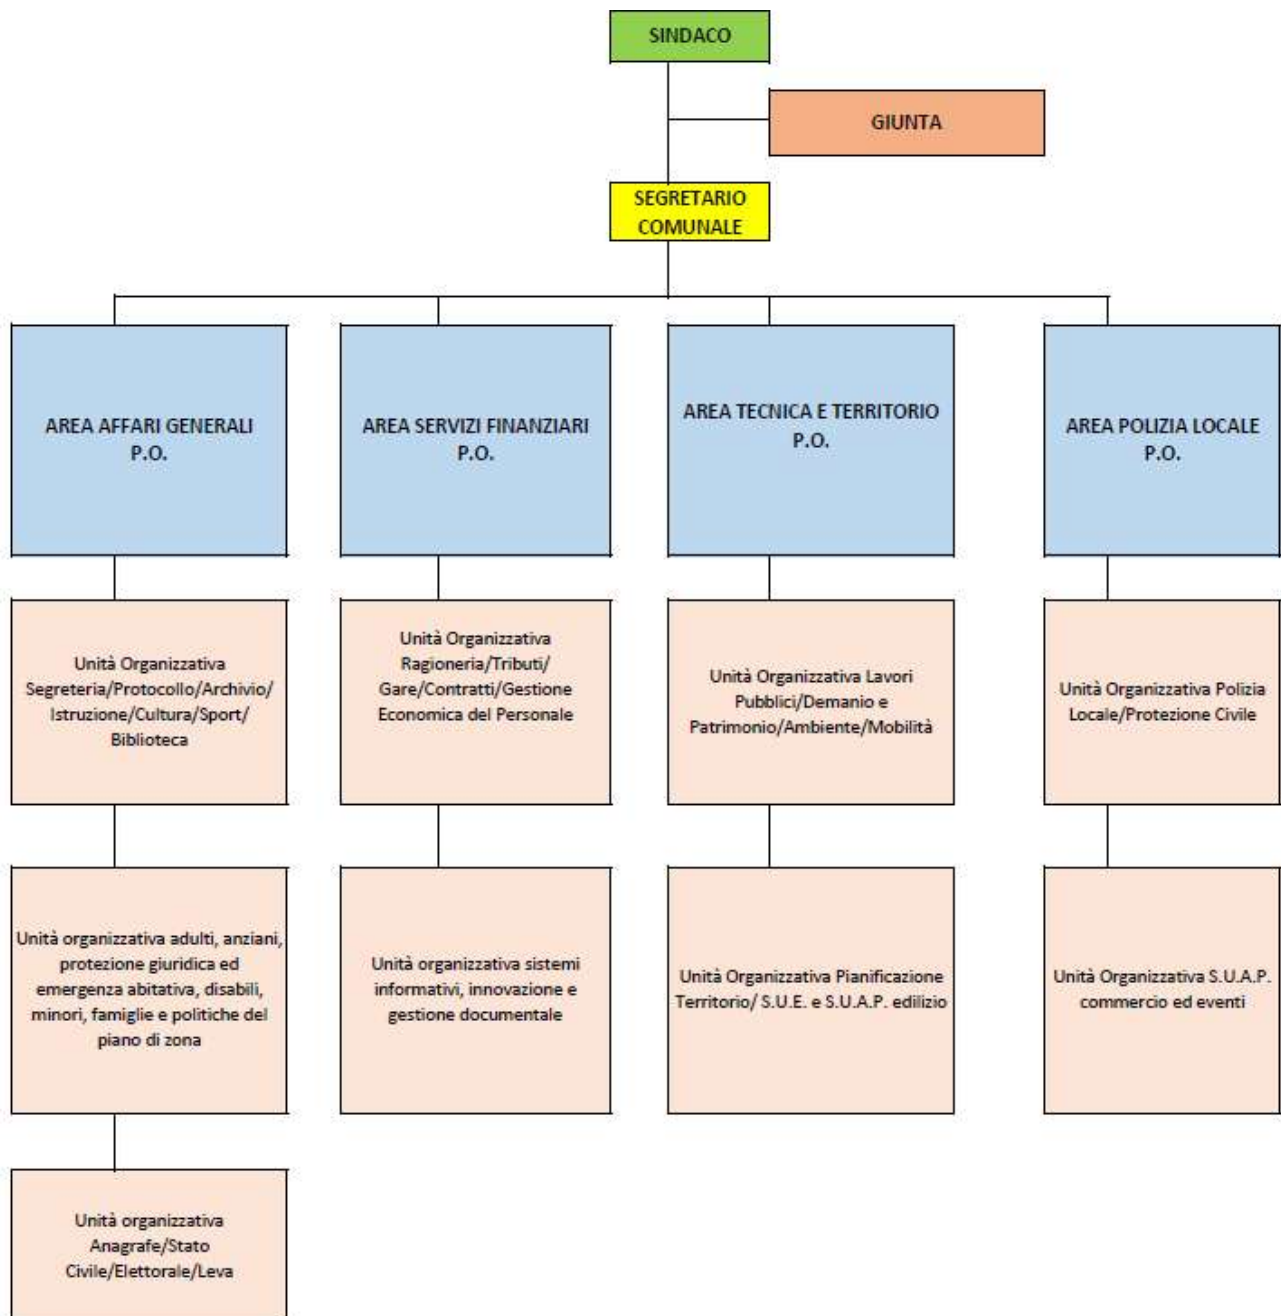 SINDACO
GIUNTA
SEGRETARIO
COMUNALE
AREA AFFARI GENERALI
P.O.
AREA SERVIZI FINANZIARI
P.O.
AREA TECNICA E TERRITORIO
P.O.
AREA POLIZIA LOCALE
P.O.
Unità Organizzativa
Segreteria/Protocollo/Archivio/
Istruzione/Cultura/Sport/
Biblioteca
Unità Organizzativa
Ragioneria/Tributi/
Gare/Contratti/Gestione
Economica del Personale
Unità Organizzativa Lavori
Pubblici/Demanio e
Patrimonio/Ambiente/Mobilità
Unità Organizzativa Polizia
Locale/Protezione Civile
Unità organizzativa adulti, anziani,
protezione giuridica ed
emergenza abitativa, disabili,
minori, famiglie e politiche del
piano di zona
Unità organizzativa sistemi
informativi, innovazione e
gestione documentale
Unità Organizzativa Pianificazione
Territorio/ S.U.E. e S.U.A.P. edilizio
Unità Organizzativa S.U.A.P.
commercio ed eventi
Unità organizzativa
Anagrafe/Stato
Civile/Elettorale/Leva